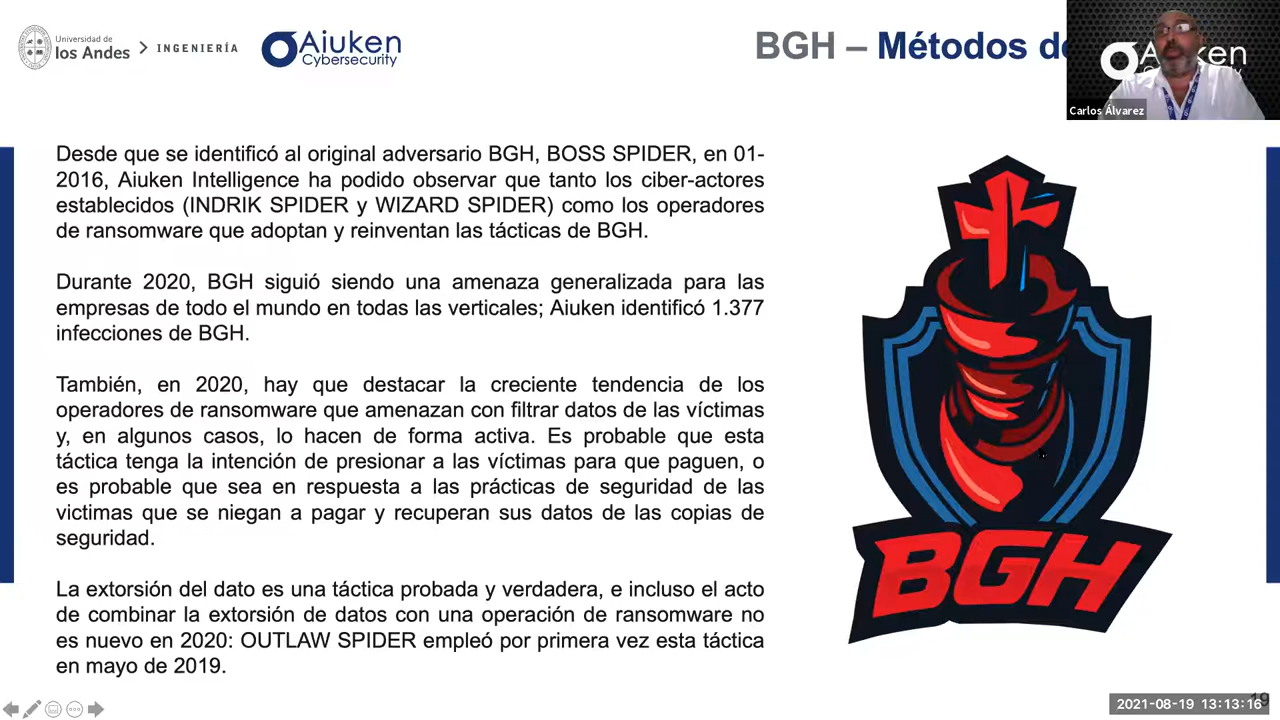 Universidad de
los Andes
INGENIERÍA
Aiuken
Cybersecurity
BGH – Métodos de
Carlos Álvarez
Desde que se identificó al original adversario BGH, BOSS SPIDER, en 01-
2016, Aiuken Intelligence ha podido observar que tanto los ciber-actores
establecidos (INDRIK SPIDER y WIZARD SPIDER) como los operadores
de ransomware que adoptan y reinventan las tácticas de BGH.
Durante 2020, BGH siguió siendo una amenaza generalizada para las
empresas de todo el mundo en todas las verticales; Aiuken identificó 1.377
infecciones de BGH.
También, en 2020, hay que destacar la creciente tendencia de los
operadores de ransomware que amenazan con filtrar datos de las víctimas
y, en algunos casos, lo hacen de forma activa. Es probable que esta
táctica tenga la intención de presionar a las víctimas para que paguen, o
es probable que sea en respuesta a las prácticas de seguridad de las
victimas que se niegan a pagar y recuperan sus datos de las copias de
seguridad.
La extorsión del dato es una táctica probada y verdadera, e incluso el acto
de combinar la extorsión de datos con una operación de ransomware no
es nuevo en 2020: OUTLAW SPIDER empleó por primera vez esta táctica
en mayo de 2019.
BGH
19
2021-08-19 13:13:16